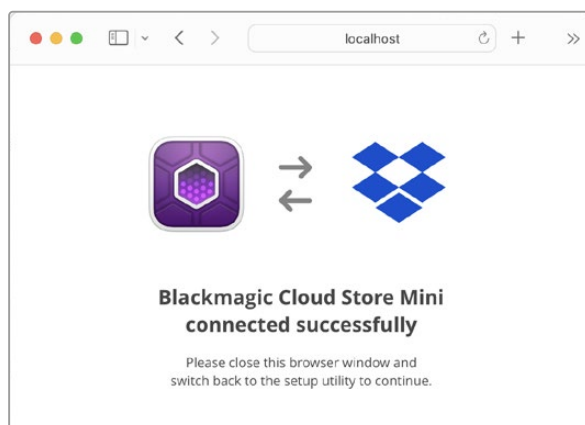 localhost
Blackmagic Cloud Store Mini
connected successfully
Please close this browser window and
switch back to the setup utility to continue.